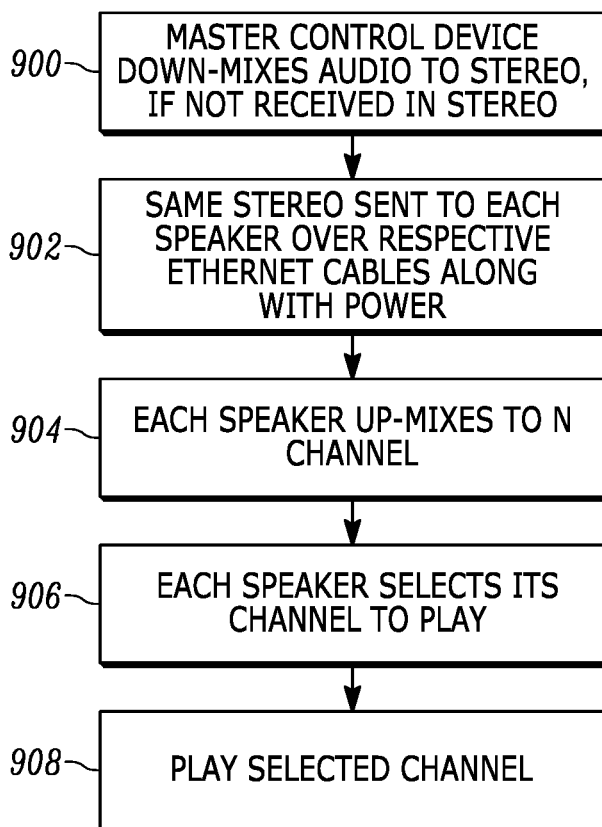 900
MASTER CONTROL DEVICE
DOWN-MIXES AUDIO TO STEREO,
IF NOT RECEIVED IN STEREO
902
SAME STEREO SENT TO EACH
SPEAKER OVER RESPECTIVE
ETHERNET CABLES ALONG
WITH POWER
904
EACH SPEAKER UP-MIXES TO N
CHANNEL
906
EACH SPEAKER SELECTS ITS
CHANNEL TO PLAY
908
PLAY SELECTED CHANNEL